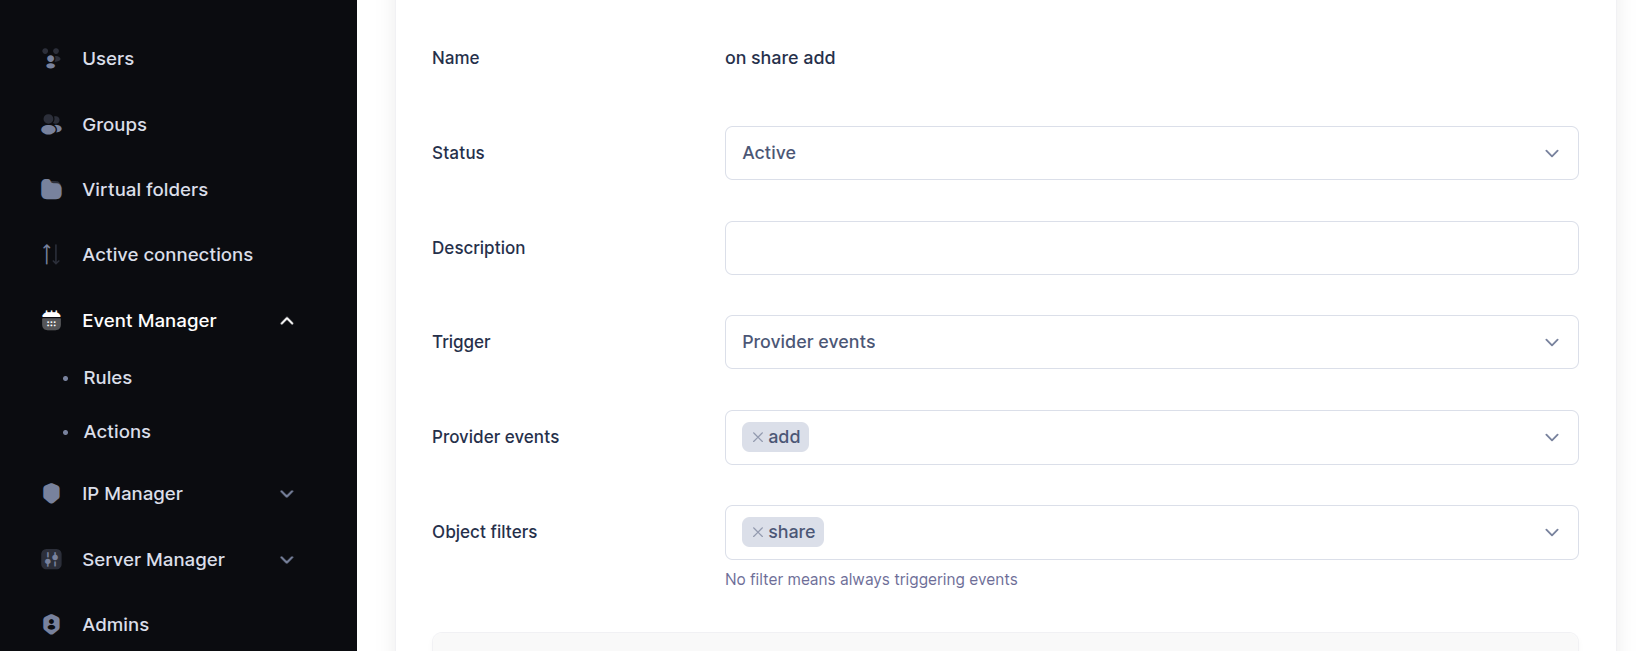 Users
Groups
Virtual folders
Active connections
Event Manager
Rules
Actions
IP Manager
Server Manager
Admins
Name
on share add
Status
Active
Description
Trigger
Provider events
Provider events
add
Object filters
share
No filter means always triggering events